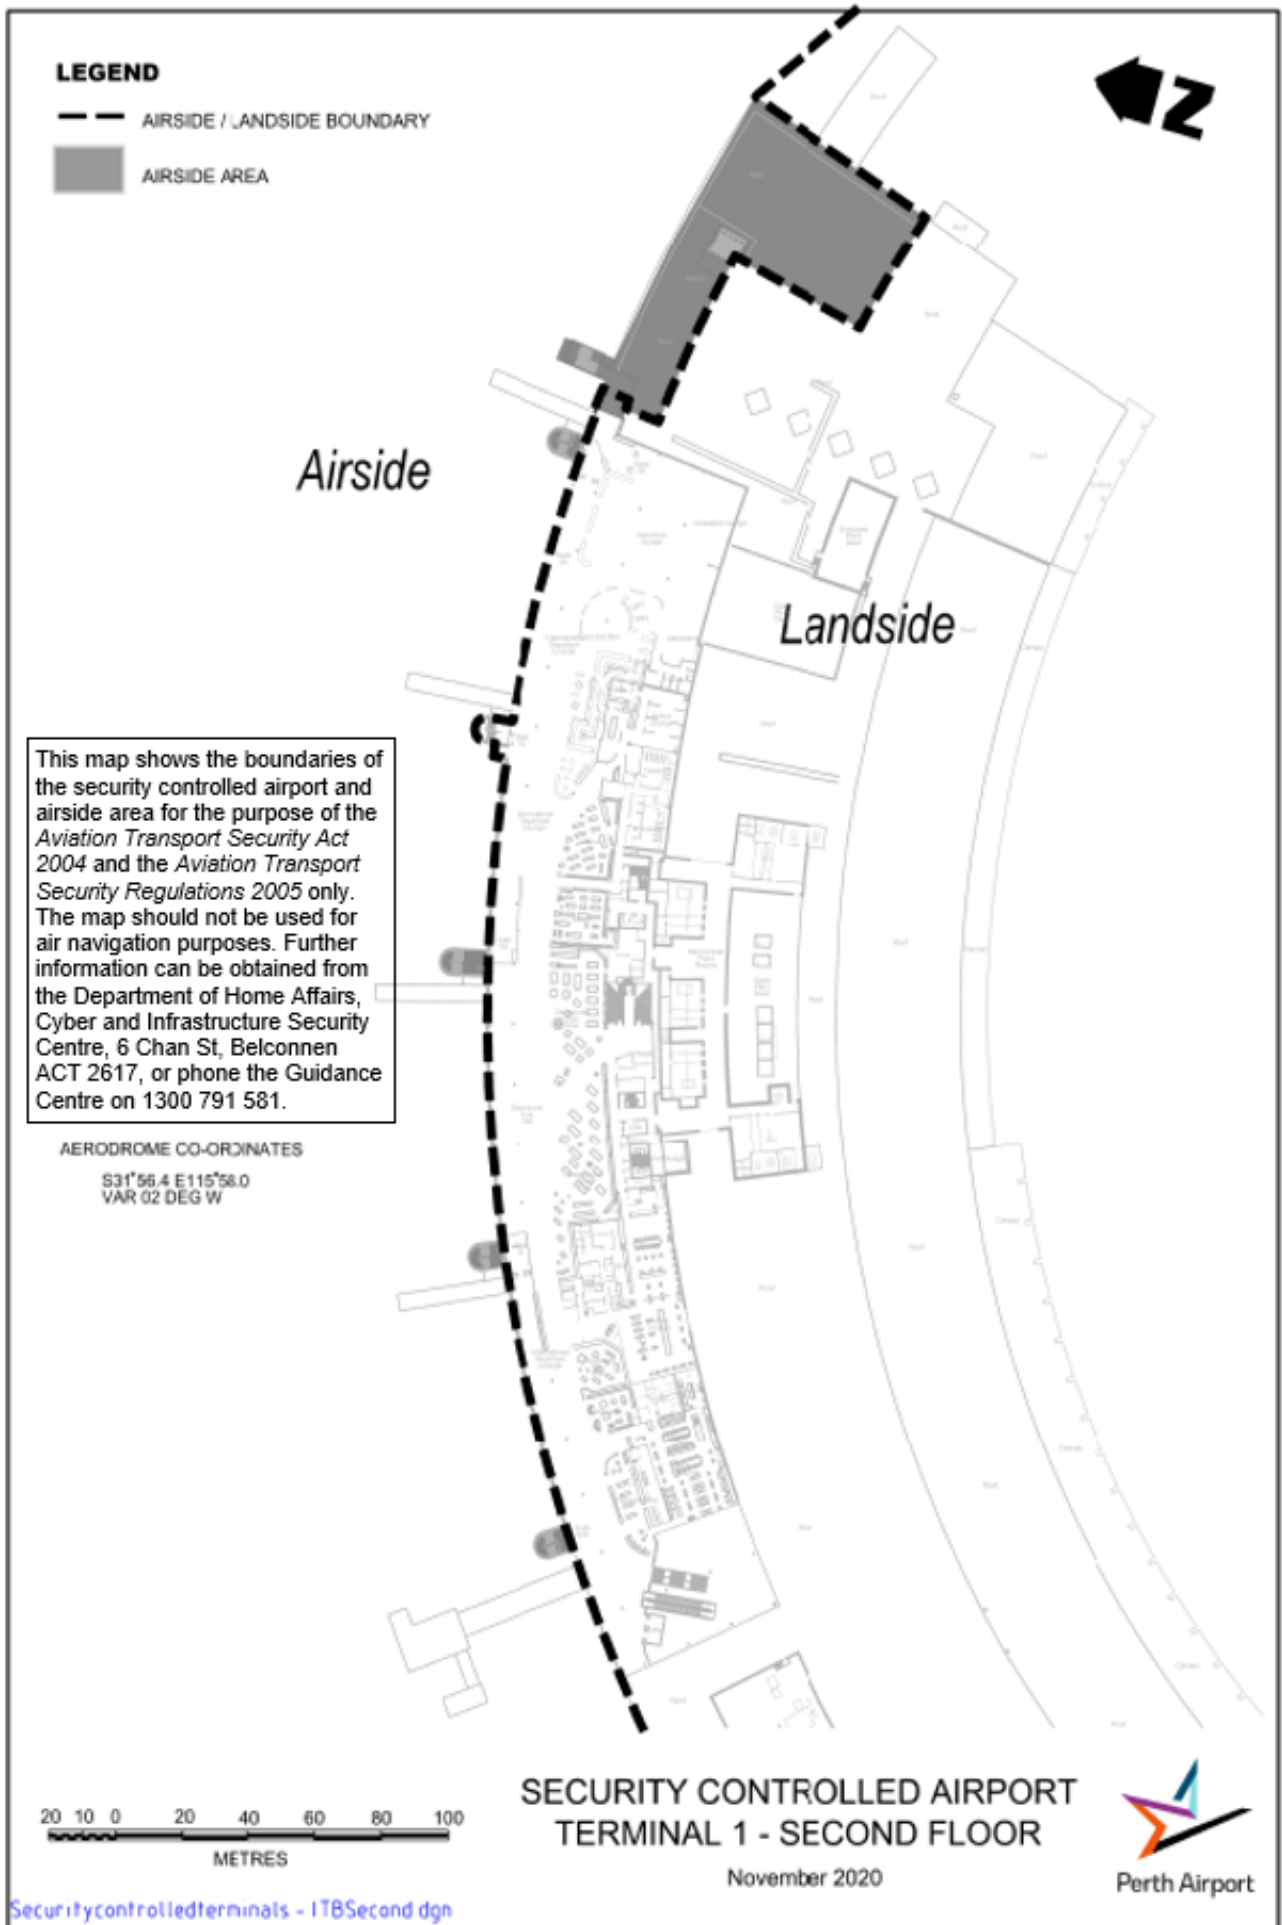 LEGEND
AIRSIDE / LANDSIDE BOUNDARY
AIRSIDE AREA
N
Airside
Landside
This map shows the boundaries of
the security controlled airport and
airside area for the purpose of the
Aviation Transport Security Act
2004 and the Aviation Transport
Security Regulations 2005 only.
The map should not be used for
air navigation purposes. Further
information can be obtained from
the Department of Home Affairs,
Cyber and Infrastructure Security
Centre, 6 Chan St, Belconnen
ACT 2617, or phone the Guidance
Centre on 1300 791 581.
AERODROME CO-ORDINATES
S31°56.4 E115°58.0
VAR 02 DEG W
20 10 0 20 40 60 80 100
METRES
SECURITY CONTROLLED AIRPORT
TERMINAL 1 - SECOND FLOOR
November 2020
Perth Airport
Securitycontrolledterminals - ITBSecond.dgn